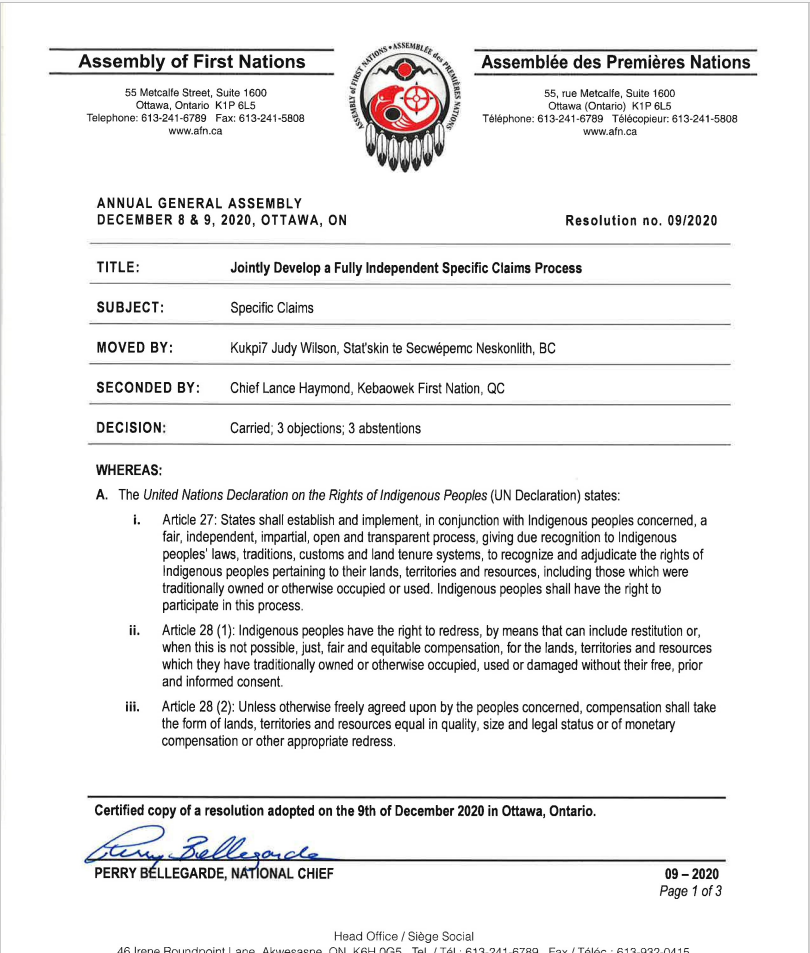 Assembly of First Nations
55 Metcalfe Street, Suite 1600
Ottawa, Ontario K1P 6L5
Telephone: 613-241-6789 Fax: 613-241-5808
www.afn.ca
ASSEMBLY of FIRST NATIONS • ASSEMBLÉE des PREMIÈRES NATIONS
Assemblée des Premières Nations
55, rue Metcalfe, Suite 1600
Ottawa (Ontario) K1P 6L5
Téléphone: 613-241-6789 Télécopieur: 613-241-5808
www.afn.ca
ANNUAL GENERAL ASSEMBLY
DECEMBER 8 & 9, 2020, OTTAWA, ON Resolution no. 09/2020
TITLE: Jointly Develop a Fully Independent Specific Claims Process
SUBJECT: Specific Claims
MOVED BY: Kukpi7 Judy Wilson, Stat'skin te Secwépemc Neskonlith, BC
SECONDED BY: Chief Lance Haymond, Kebaowek First Nation, QC
DECISION: Carried; 3 objections; 3 abstentions
WHEREAS:
A. The United Nations Declaration on the Rights of Indigenous Peoples (UN Declaration) states:
i. Article 27: States shall establish and implement, in conjunction with Indigenous peoples concerned, a
fair, independent, impartial, open and transparent process, giving due recognition to Indigenous
peoples' laws, traditions, customs and land tenure systems, to recognize and adjudicate the rights of
Indigenous peoples pertaining to their lands, territories and resources, including those which were
traditionally owned or otherwise occupied or used. Indigenous peoples shall have the right to
participate in this process.
ii. Article 28 (1): Indigenous peoples have the right to redress, by means that can include restitution or,
when this is not possible, just, fair and equitable compensation, for the lands, territories and resources
which they have traditionally owned or otherwise occupied, used or damaged without their free, prior
and informed consent.
iii. Article 28 (2): Unless otherwise freely agreed upon by the peoples concerned, compensation shall take
the form of lands, territories and resources equal in quality, size and legal status or of monetary
compensation or other appropriate redress.
Certified copy of a resolution adopted on the 9th of December 2020 in Ottawa, Ontario.
Perry Bellegarde
PERRY BELLEGARDE, NATIONAL CHIEF 09 – 2020
Page 1 of 3
Head Office / Siège Social
46 Irene Roundpoint Lane, Akwesasne, ON K6H 0G5 Tel. / Tél.: 613-241-6789 Fax / Téléc.: 613-932-0415